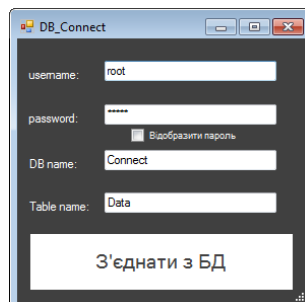 DB_Connect
username: root
password: *****
Відобразити пароль
DB name: Connect
Table name: Data
З'єднати з БД